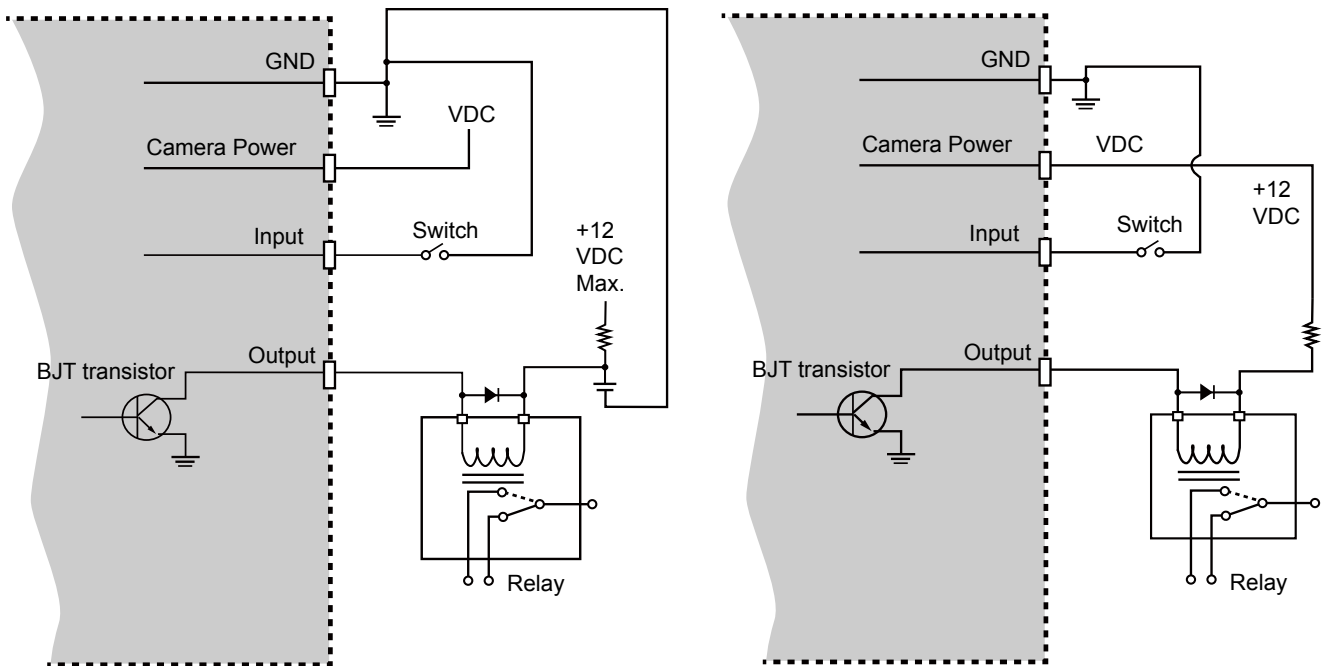 GND
VDC
Camera Power
Input
Switch
+12
VDC
Max.
Output
BJT transistor
Relay
GND
Camera Power
VDC
+12
VDC
Input
Switch
Output
BJT transistor
Relay